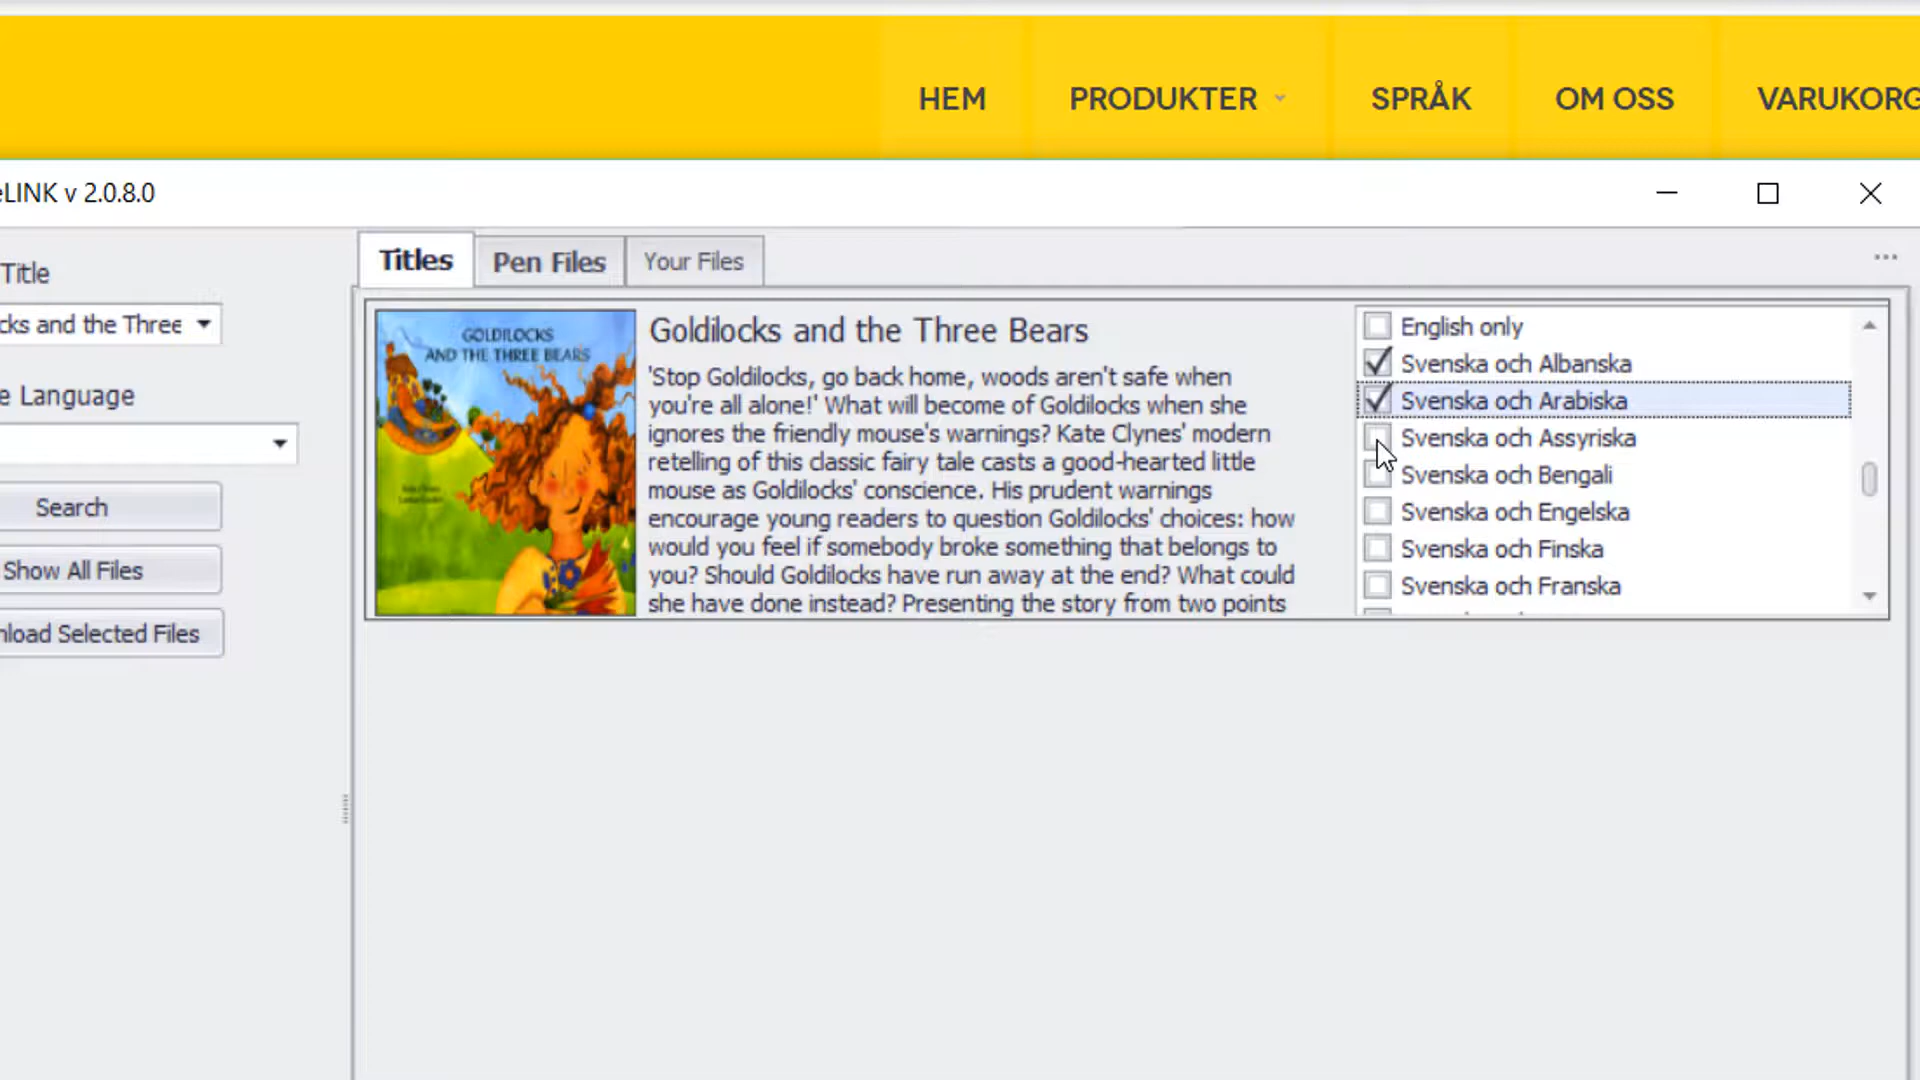 HEM PRODUKTER SPRÅK OM OSS VARUKORG
eLINK v 2.0.8.0
Title
cks and the Three
e Language
Search
Show All Files
nload Selected Files
Titles Pen Files Your Files
GOLDILOCKS
AND THE THREE BEARS
Goldilocks and the Three Bears
'Stop Goldilocks, go back home, woods aren't safe when
you're all alone!' What will become of Goldilocks when she
ignores the friendly mouse's warnings? Kate Clynes' modern
retelling of this classic fairy tale casts a good-hearted little
mouse as Goldilocks' conscience. His prudent warnings
encourage young readers to question Goldilocks' choices: how
would you feel if somebody broke something that belongs to
you? Should Goldilocks have run away at the end? What could
she have done instead? Presenting the story from two points
English only
Svenska och Albanska
Svenska och Arabiska
Svenska och Assyriska
Svenska och Bengali
Svenska och Engelska
Svenska och Finska
Svenska och Franska